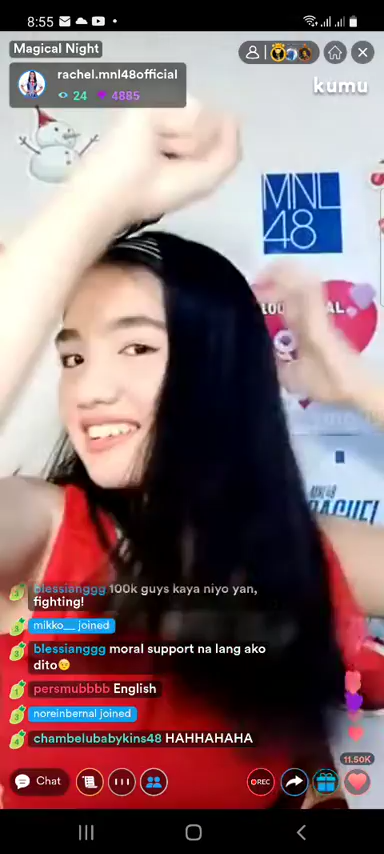 8:55
Magical Night
rachel.mnl48official
24 4885
kumu
MNL
48
blessianggg 100k guys kaya niyo yan,
fighting!
mikko__ joined
blessianggg moral support na lang ako
dito😣
persmubbbb English
noreinbernal joined
chambelubabykins48 HAHHAHAHA
11.50K
Chat
REC